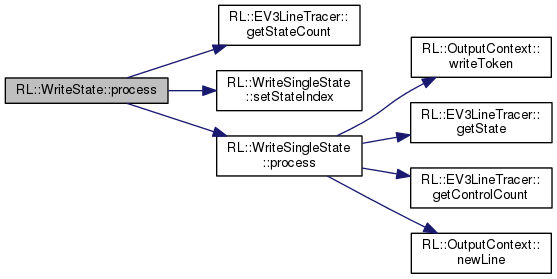 RL::WriteState::process
RL::EV3LineTracer::
getStateCount
RL::WriteSingleState
::setStateIndex
RL::WriteSingleState
::process
RL::OutputContext::
writeToken
RL::EV3LineTracer::
getState
RL::EV3LineTracer::
getControlCount
RL::OutputContext::
newLine